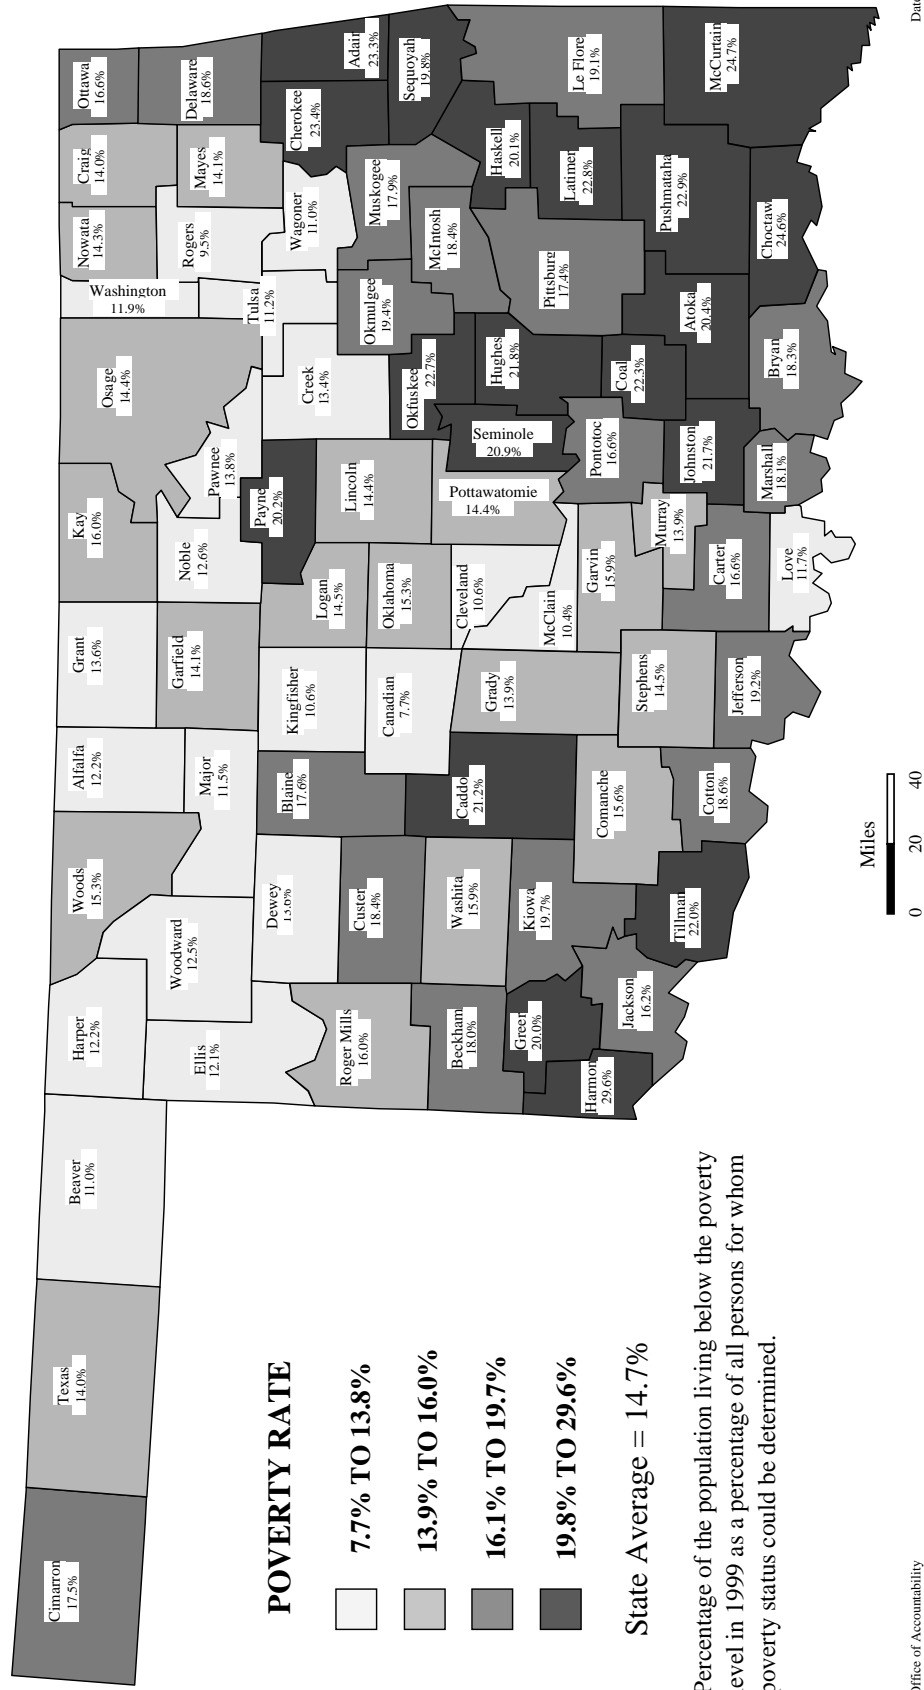 Cimarron
17.5%
Texas
14.0%
Beaver
11.0%
Harper
12.2%
Woods
15.3%
Alfalfa
12.2%
Grant
13.6%
Kay
16.0%
Osage
14.4%
Washington
11.9%
Nowata
14.3%
Craig
14.0%
Ottawa
16.6%
Ellis
12.1%
Woodward
12.5%
Major
11.5%
Garfield
14.1%
Noble
12.6%
Pawnee
13.8%
Rogers
9.5%
Mayes
14.1%
Delaware
18.6%
Dewey
13.6%
Blaine
17.6%
Kingfisher
10.6%
Logan
14.5%
Payne
20.2%
Creek
13.4%
Tulsa
11.2%
Wagoner
11.0%
Cherokee
23.4%
Adair
23.3%
Roger Mills
16.0%
Custer
18.4%
Canadian
7.7%
Oklahoma
15.3%
Lincoln
14.4%
Okfuskee
22.7%
Okmulgee
19.4%
Muskogee
17.9%
Sequoyah
19.8%
Beckham
18.0%
Washita
15.9%
Caddo
21.2%
Grady
13.9%
Cleveland
10.6%
McClain
10.4%
Pottawatomie
14.4%
Seminole
20.9%
Hughes
21.8%
McIntosh
18.4%
Haskell
20.1%
Le Flore
19.1%
Green
20.0%
Kiowa
19.7%
Comanche
15.6%
Stephens
14.5%
Garvin
15.9%
Murray
13.9%
Pontotoc
16.6%
Coal
22.3%
Pittsburg
17.4%
Latimer
22.8%
Harmon
29.6%
Jackson
16.2%
Tillman
22.0%
Cotton
18.6%
Jefferson
19.2%
Carter
16.6%
Love
11.7%
Johnston
21.7%
Marshall
18.1%
Atoka
20.4%
Bryan
18.3%
Pushmataha
22.9%
Choctaw
24.6%
McCurtain
24.7%
POVERTY RATE
7.7% TO 13.8%
13.9% TO 16.0%
16.1% TO 19.7%
19.8% TO 29.6%
State Average = 14.7%
Percentage of the population living below the poverty
level in 1999 as a percentage of all persons for whom
poverty status could be determined.
Miles
0 20 40
Office of Accountability
Date